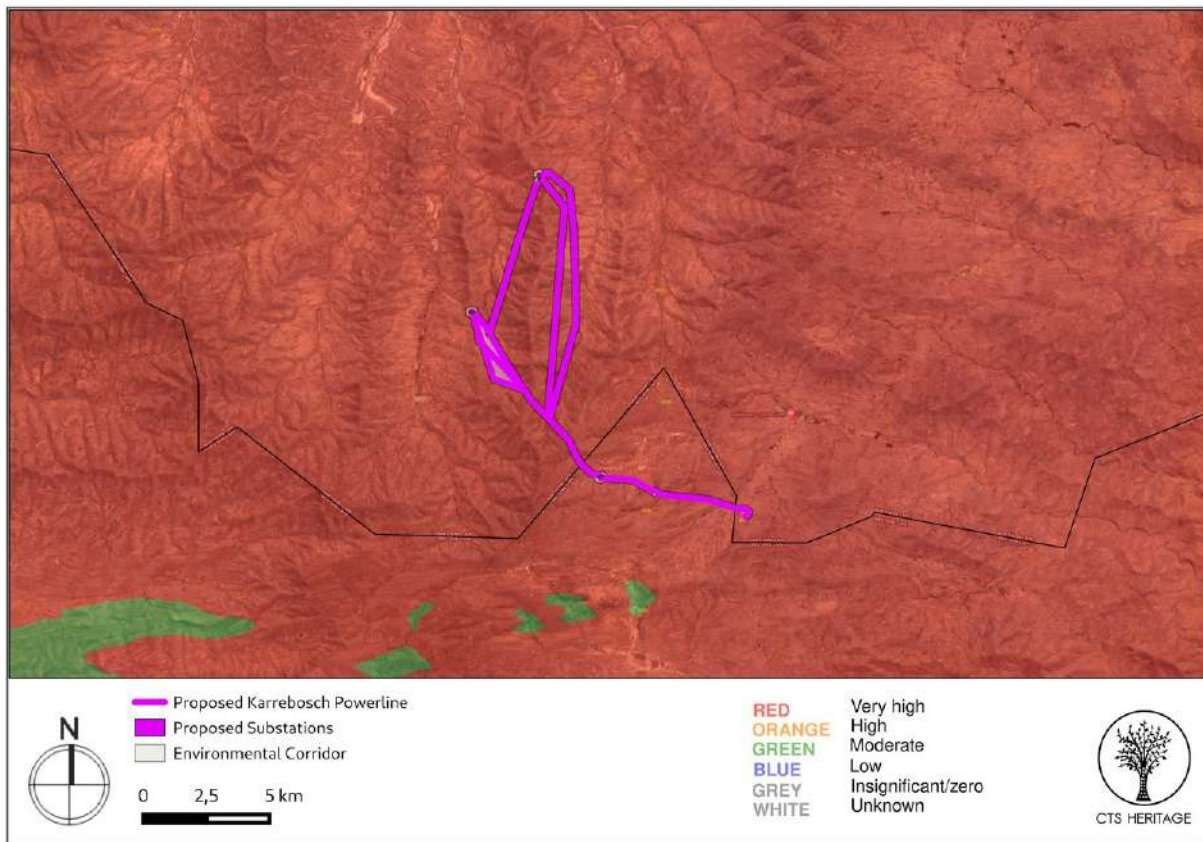 Proposed Karrebosch Powerline
Proposed Substations
Environmental Corridor
N
0 2,5 5 km
RED Very high
ORANGE High
GREEN Moderate
BLUE Low
GREY Insignificant/zero
WHITE Unknown
CTS HERITAGE